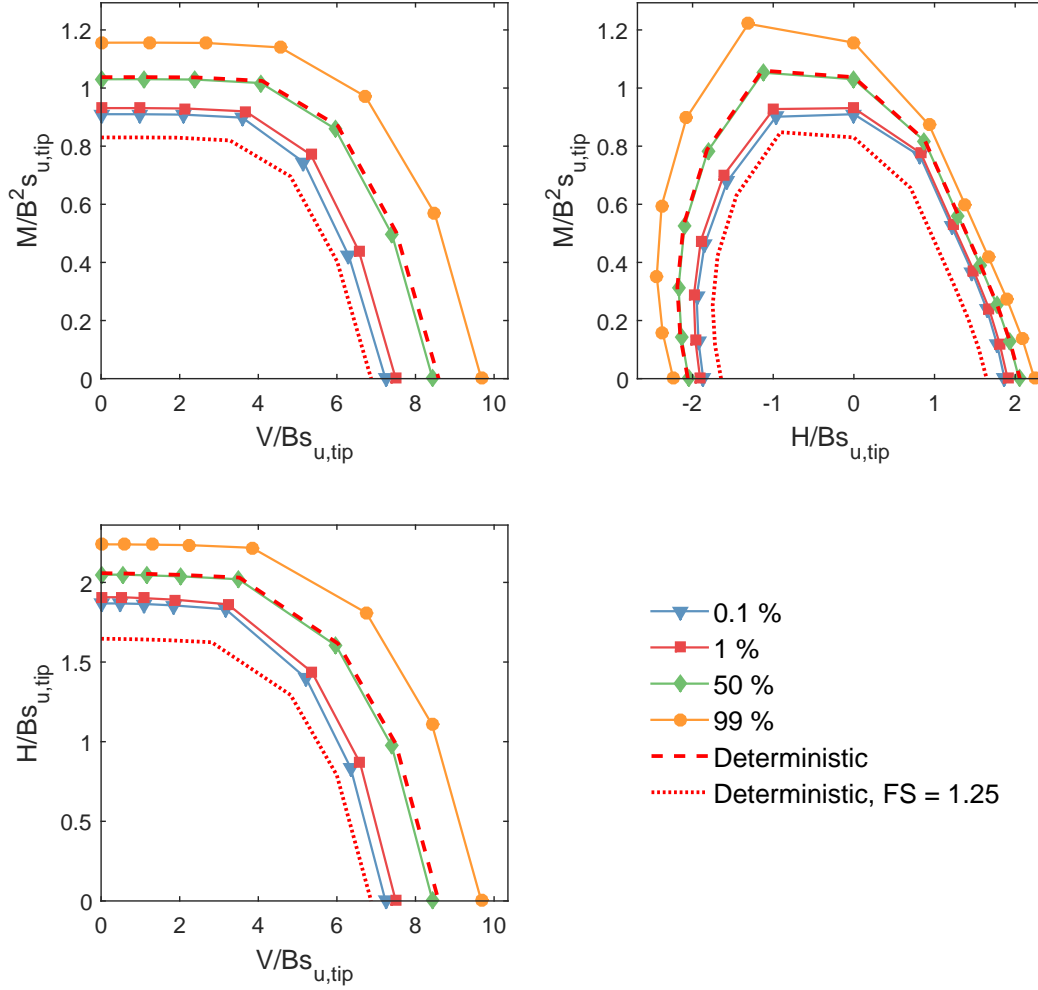 1.2
1
0.8
0.6
0.4
0.2
0
M/B²s_u,tip
0 2 4 6 8 10
V/Bs_u,tip
1.2
1
0.8
0.6
0.4
0.2
0
M/B²s_u,tip
-2 -1 0 1 2
H/Bs_u,tip
2
1.5
1
0.5
0
H/Bs_u,tip
0 2 4 6 8 10
V/Bs_u,tip
0.1 %
1 %
50 %
99 %
Deterministic
Deterministic, FS = 1.25